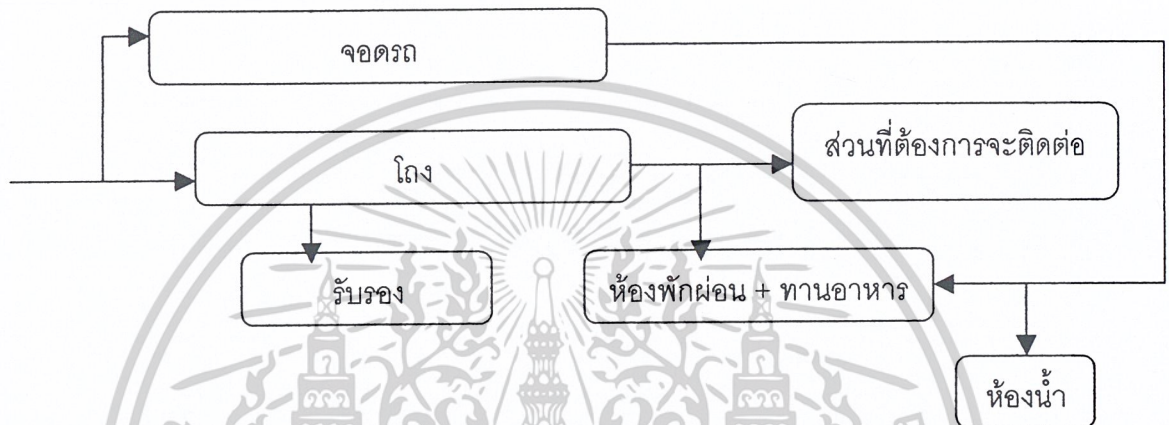 จอดรถ
โถง
ส่วนที่ต้องการจะติดต่อ
รับรอง
ห้องพักผ่อน + ทานอาหาร
ห้องน้ำ